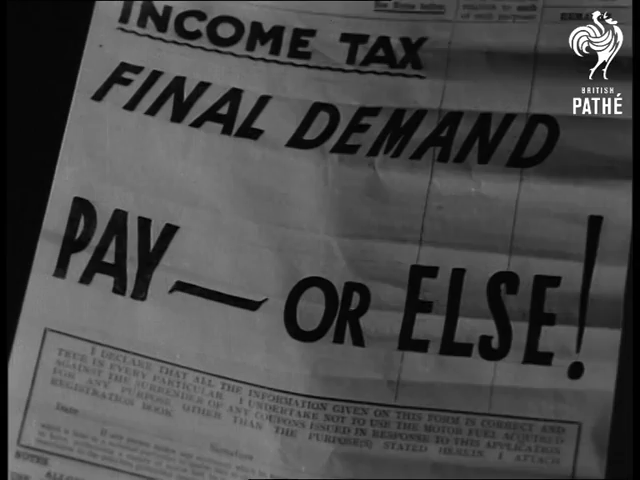 INCOME TAX
FINAL DEMAND
PAY — OR ELSE!
BRITISH
PATHÉ
I DECLARE THAT ALL THE INFORMATION GIVEN ON THIS FORM IS CORRECT AND
TRUE IN EVERY PARTICULAR. I UNDERTAKE NOT TO USE THE MOTOR FUEL ACQUIRED
AGAINST THE SURRENDER OF ANY COUPONS ISSUED IN RESPONSE TO THIS APPLICATION
FOR ANY PURPOSE OTHER THAN THE PURPOSE(S) STATED HEREIN. I ATTACH
REGISTRATION BOOK.
Date
Signature
NOTES